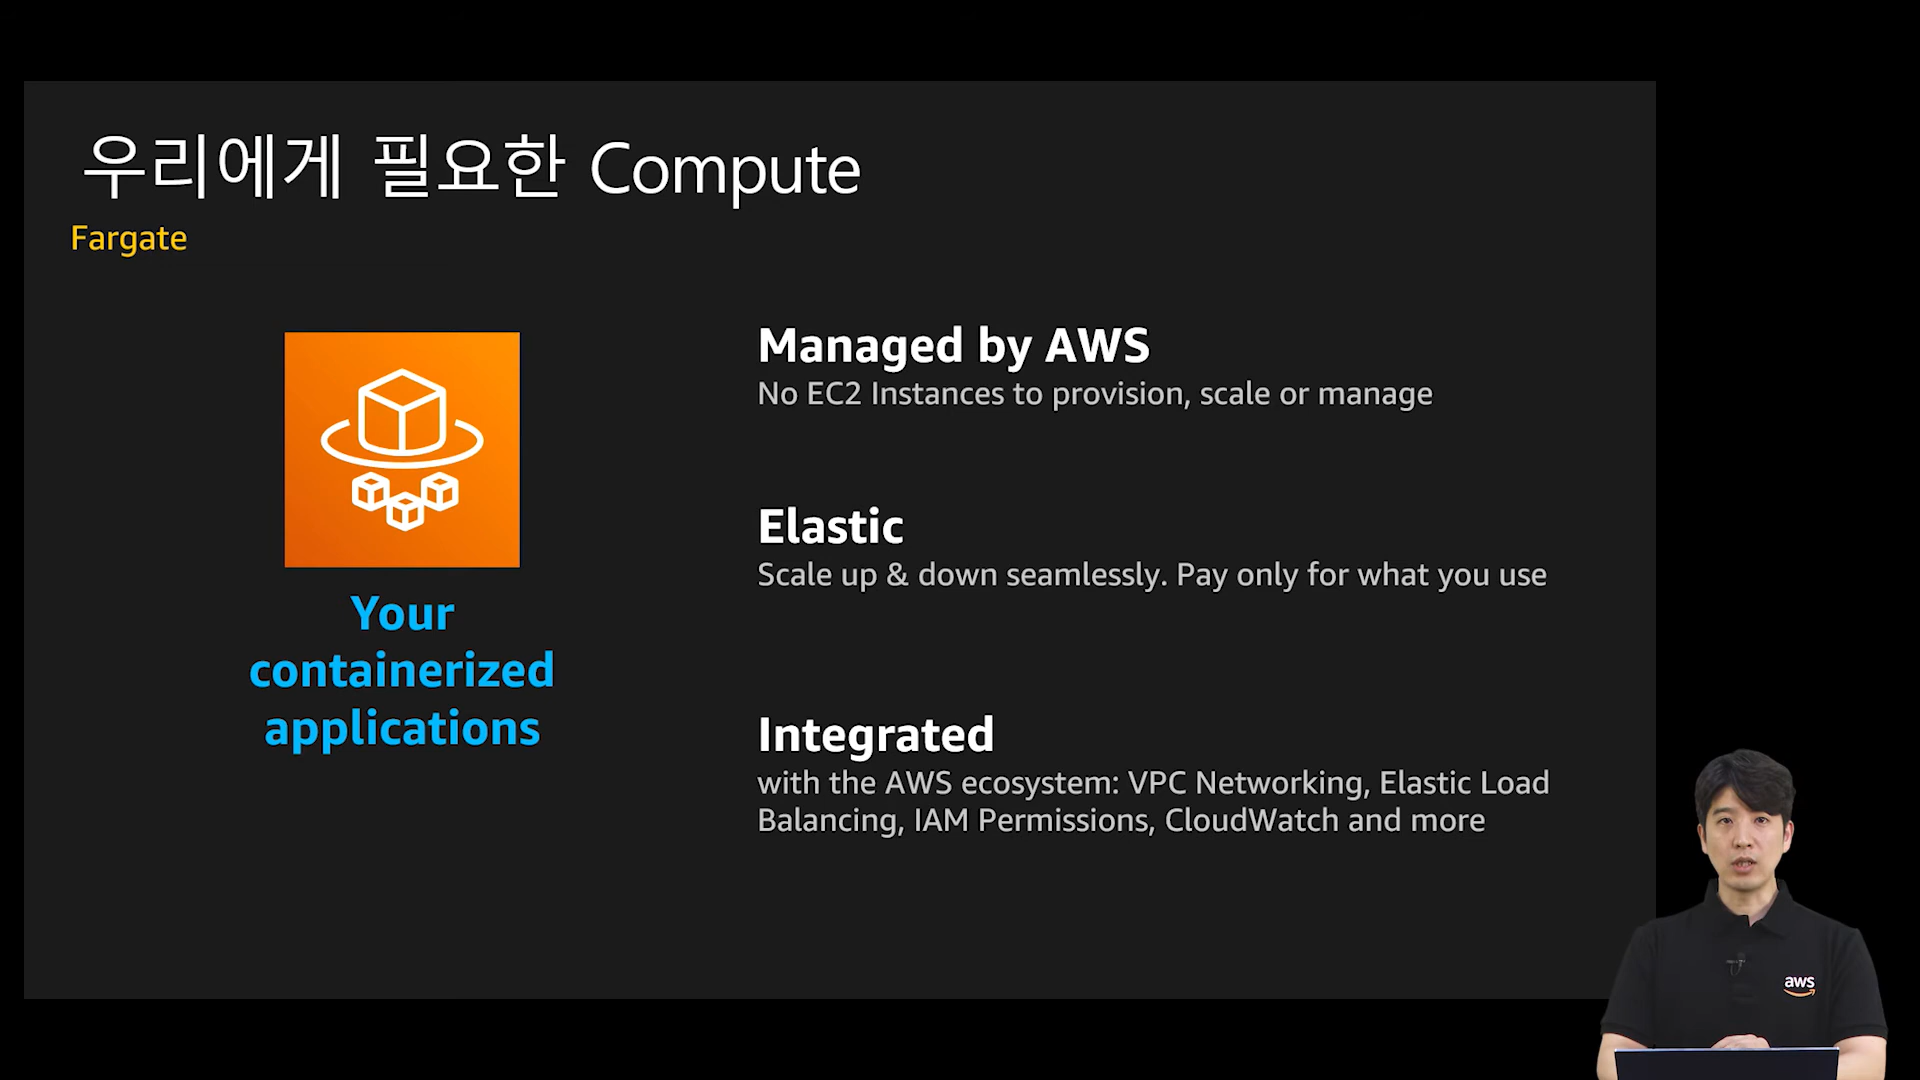 우리에게 필요한 Compute
Fargate
Your
containerized
applications
Managed by AWS
No EC2 Instances to provision, scale or manage
Elastic
Scale up & down seamlessly. Pay only for what you use
Integrated
with the AWS ecosystem: VPC Networking, Elastic Load
Balancing, IAM Permissions, CloudWatch and more
aws